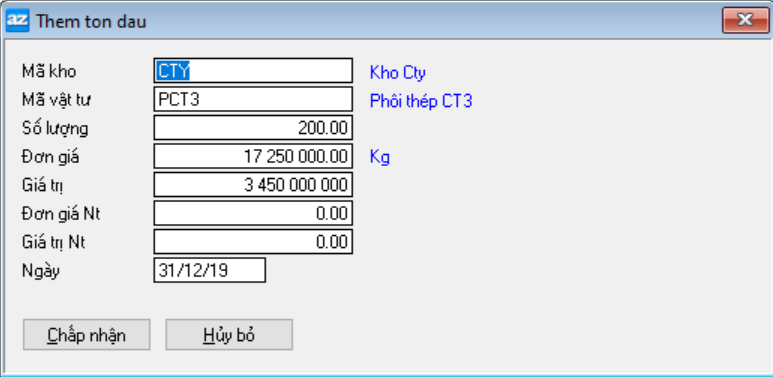 az Them ton dau
Mã kho CTY Kho Cty
Mã vật tư PCT3 Phôi thép CT3
Số lượng 200.00
Đơn giá 17 250 000.00 Kg
Giá trị 3 450 000 000
Đơn giá Nt 0.00
Giá trị Nt 0.00
Ngày 31/12/19
Chấp nhận Hủy bỏ